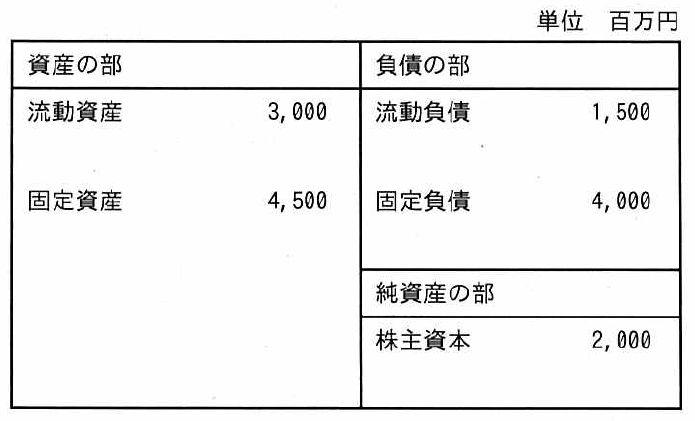 単位　百万円
資産の部
流動資産　3,000
固定資産　4,500
負債の部
流動負債　1,500
固定負債　4,000
純資産の部
株主資本　2,000